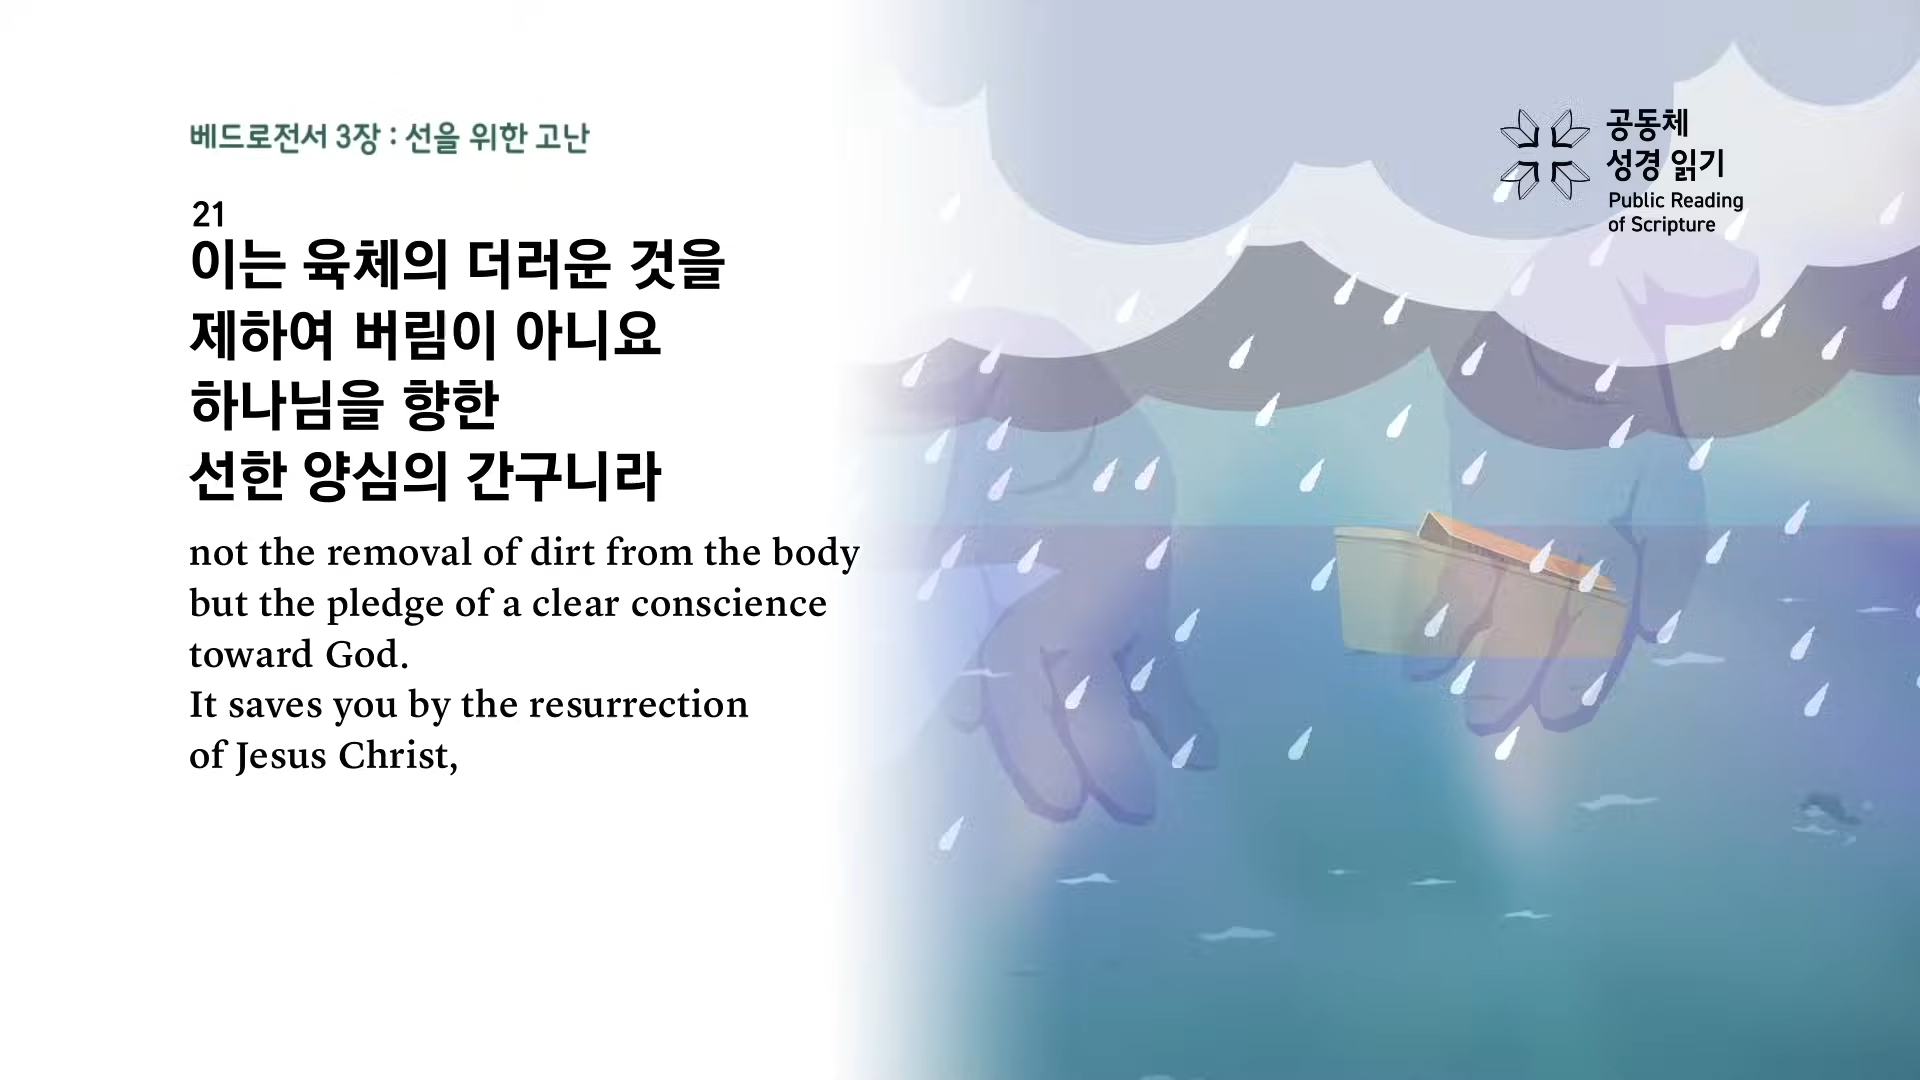 베드로전서 3장 : 선을 위한 고난
21
이는 육체의 더러운 것을
제하여 버림이 아니요
하나님을 향한
선한 양심의 간구니라
not the removal of dirt from the body
but the pledge of a clear conscience
toward God.
It saves you by the resurrection
of Jesus Christ,
공동체
성경 읽기
Public Reading
of Scripture